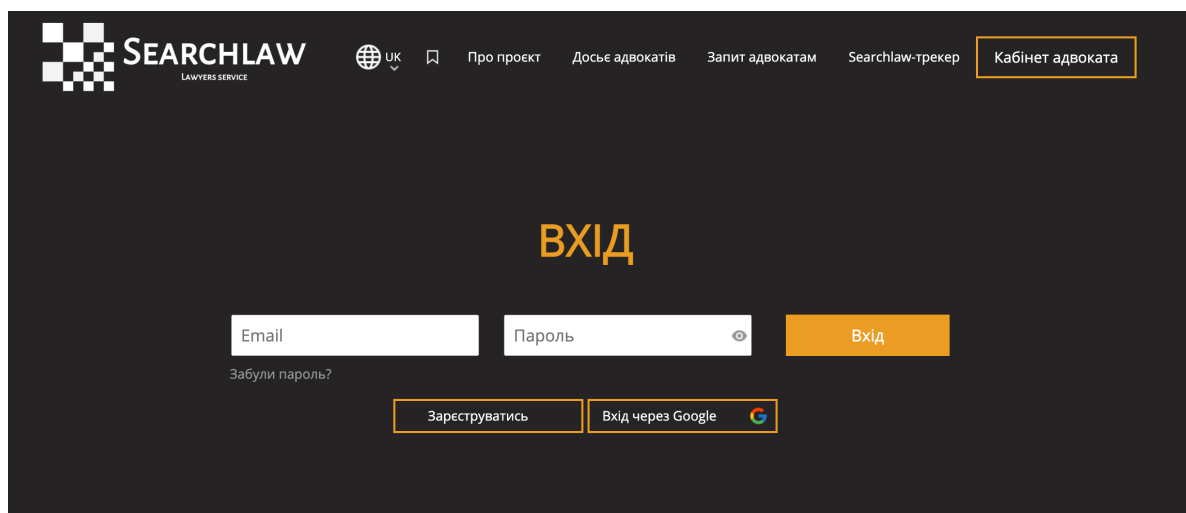 SEARCHLAW
LAWYERS SERVICE
UK
Про проєкт
Досьє адвокатів
Запит адвокатам
Searchlaw-трекер
Кабінет адвоката
ВХІД
Email
Пароль
Вхід
Забули пароль?
Зареєструватись
Вхід через Google